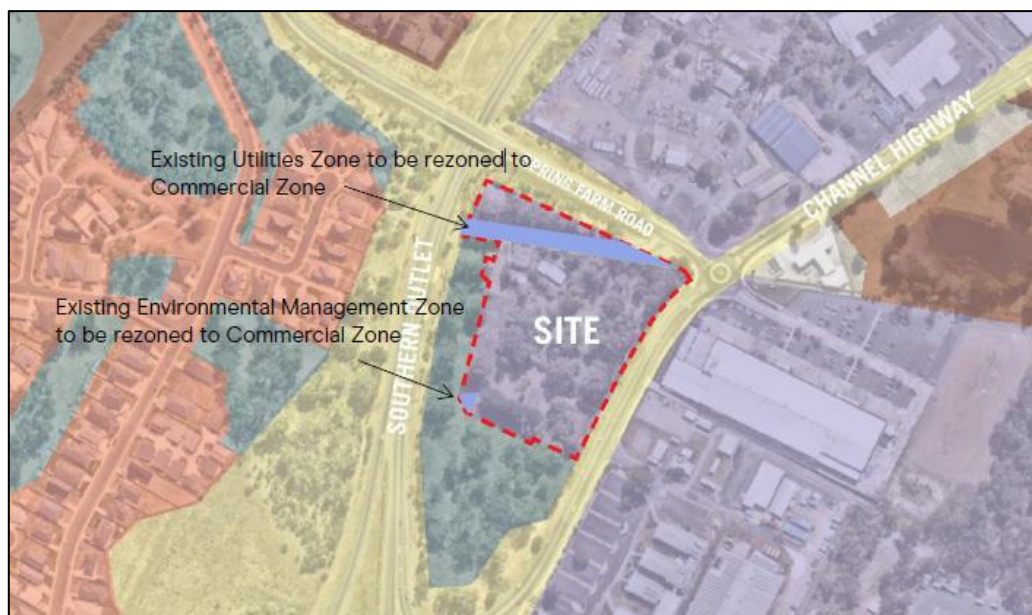 Existing Utilities Zone to be rezoned to
Commercial Zone
SPRING FARM ROAD
CHANNEL HIGHWAY
SOUTHERN OUTLET
Existing Environmental Management Zone
to be rezoned to Commercial Zone
SITE